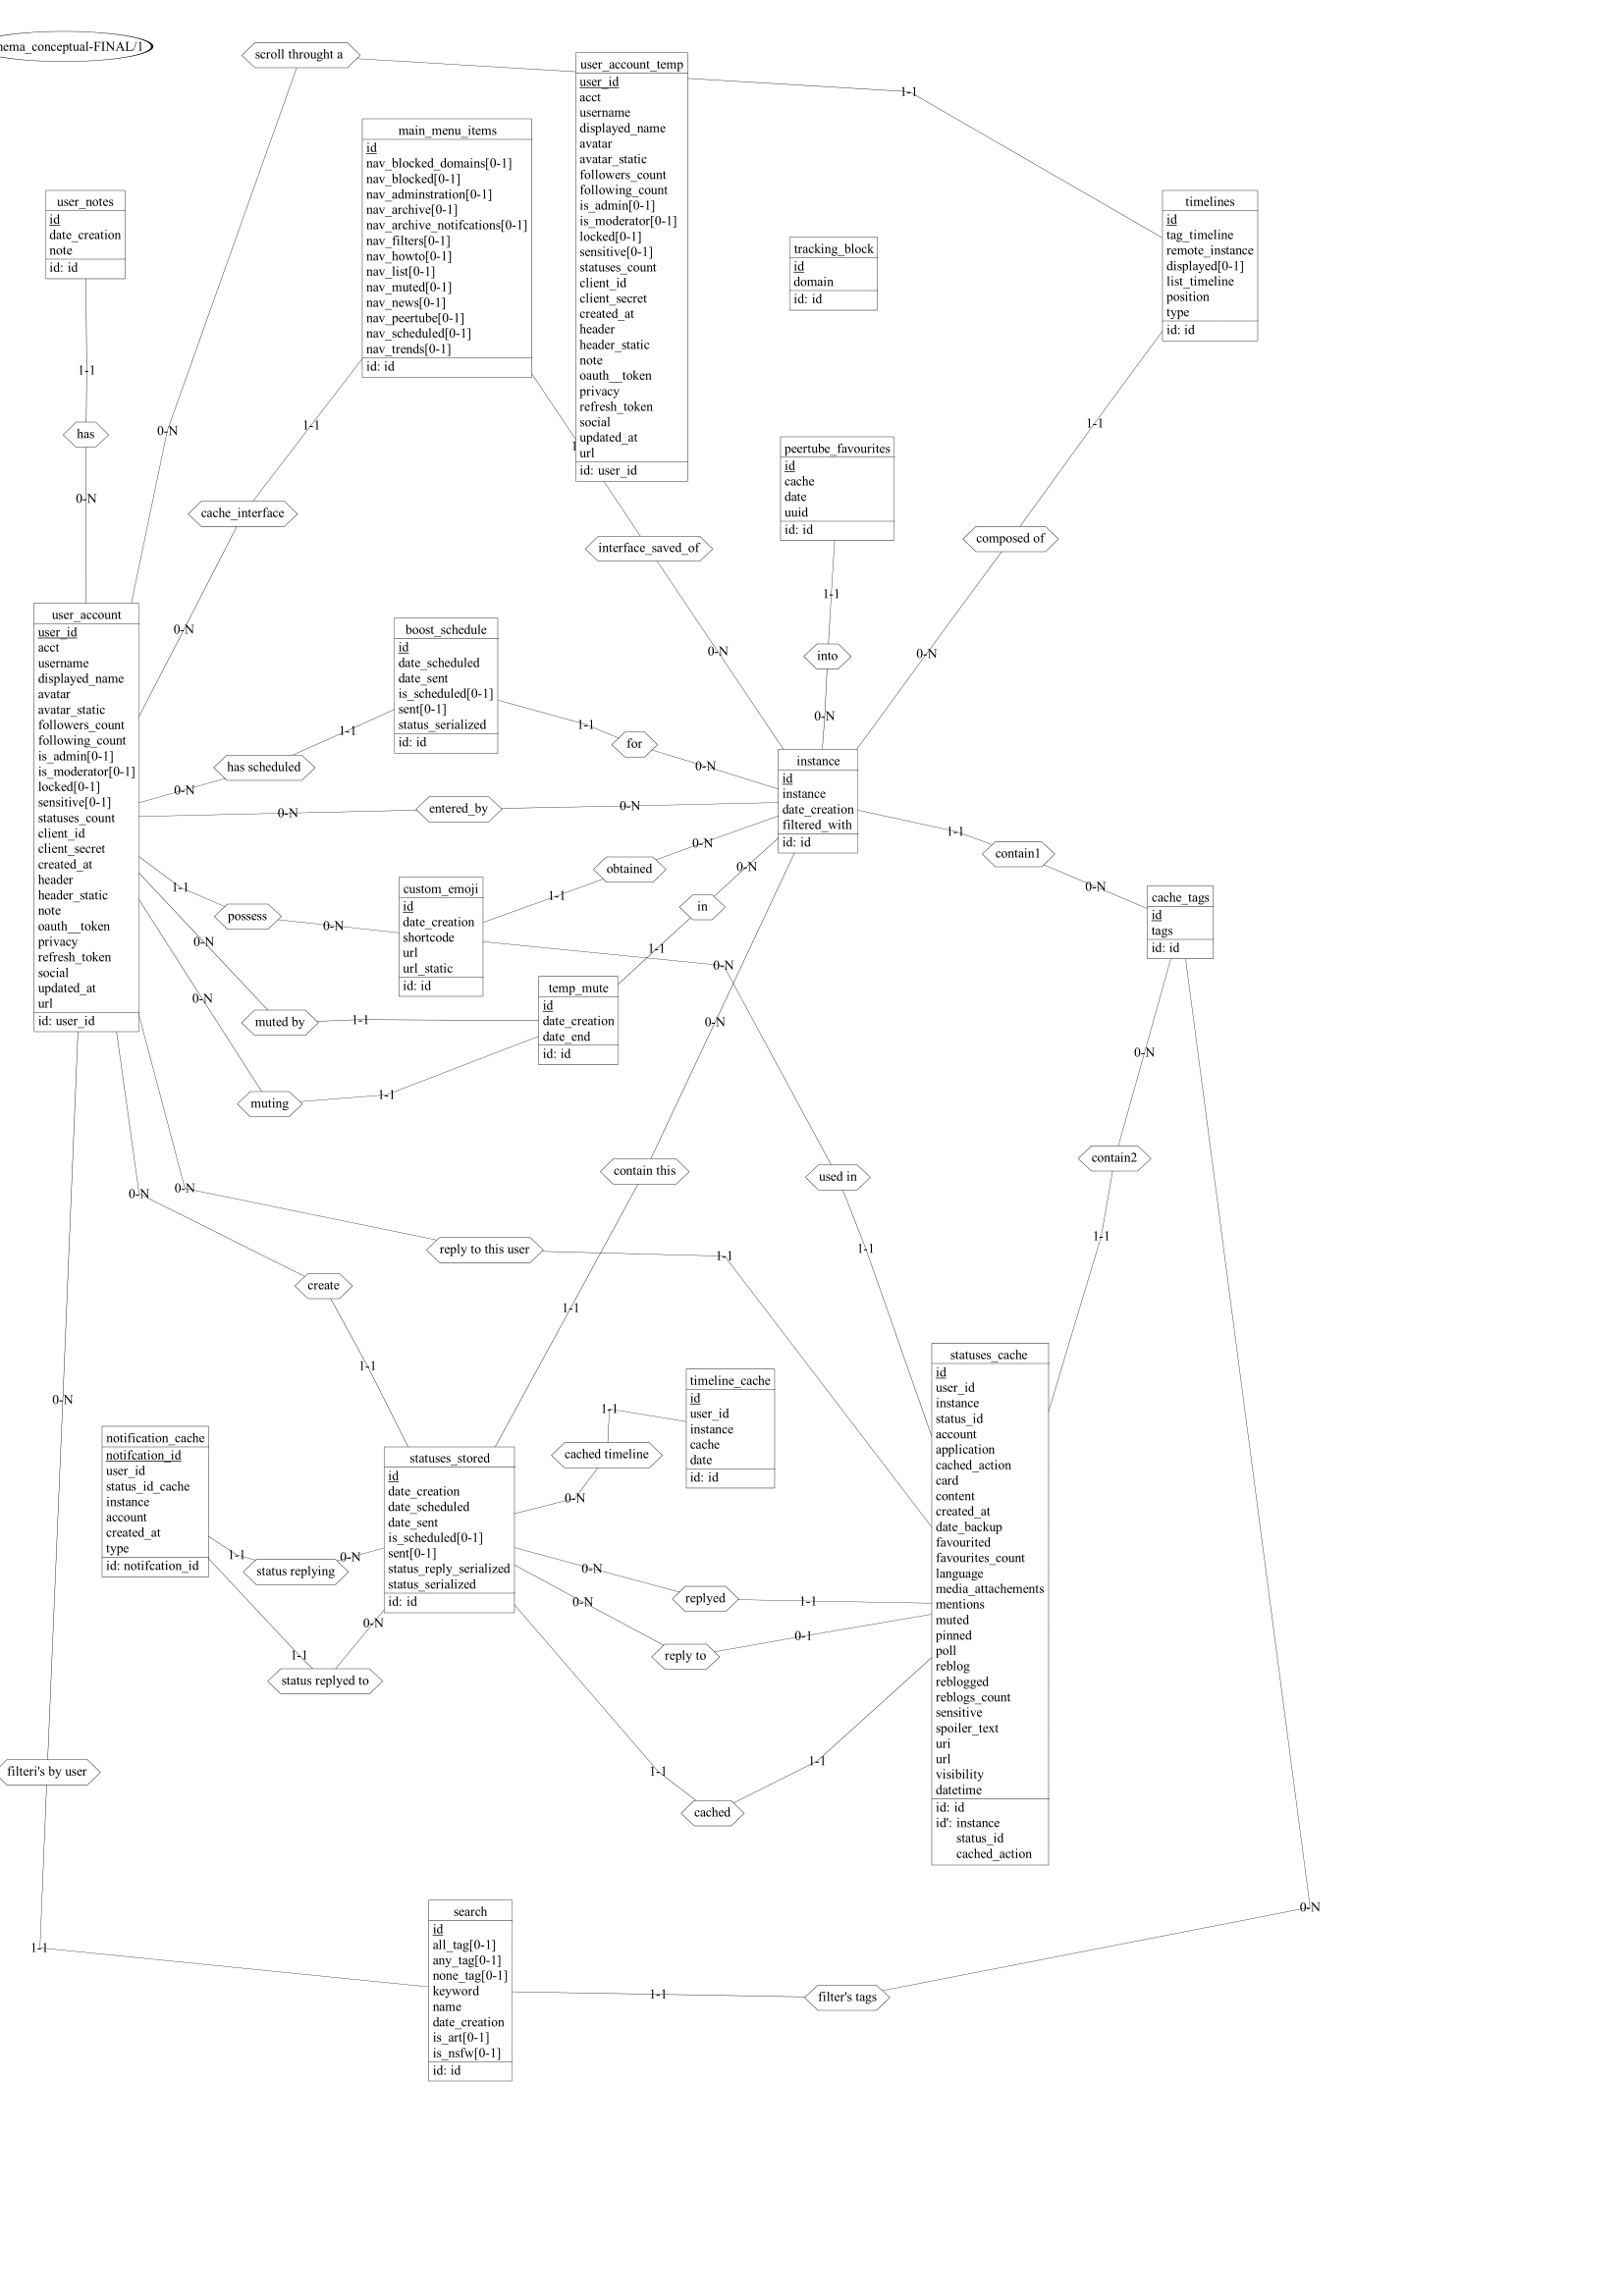 hema_conceptual-FINAL/1
scroll throught a
user_account_temp
user_id
acct
username
displayed_name
avatar
avatar_static
followers_count
following_count
is_admin[0-1]
is_moderator[0-1]
locked[0-1]
sensitive[0-1]
statuses_count
client_id
client_secret
created_at
header
header_static
note
oauth__token
privacy
refresh_token
social
updated_at
url
id: user_id
1-1
main_menu_items
id
nav_blocked_domains[0-1]
nav_blocked[0-1]
nav_adminstration[0-1]
nav_archive[0-1]
nav_archive_notifcations[0-1]
nav_filters[0-1]
nav_howto[0-1]
nav_list[0-1]
nav_muted[0-1]
nav_news[0-1]
nav_peertube[0-1]
nav_scheduled[0-1]
nav_trends[0-1]
id: id
user_notes
id
date_creation
note
id: id
timelines
id
tag_timeline
remote_instance
displayed[0-1]
list_timeline
position
type
id: id
tracking_block
id
domain
id: id
1-1
has
0-N
0-N
1-1
cache_interface
0-N
1
interface_saved_of
0-N
peertube_favourites
id
cache
date
uuid
id: id
1-1
into
0-N
1-1
composed of
0-N
user_account
user_id
acct
username
displayed_name
avatar
avatar_static
followers_count
following_count
is_admin[0-1]
is_moderator[0-1]
locked[0-1]
sensitive[0-1]
statuses_count
client_id
client_secret
created_at
header
header_static
note
oauth__token
privacy
refresh_token
social
updated_at
url
id: user_id
boost_schedule
id
date_scheduled
date_sent
is_scheduled[0-1]
sent[0-1]
status_serialized
id: id
1-1
has scheduled
0-N
1-1
for
0-N
0-N
entered_by
0-N
instance
id
instance
date_creation
filtered_with
id: id
1-1
contain1
0-N
cache_tags
id
tags
id: id
obtained
0-N
1-1
custom_emoji
id
date_creation
shortcode
url
url_static
id: id
1-1
possess
0-N
0-N
in
1-1
0-N
temp_mute
id
date_creation
date_end
id: id
0-N
muted by
1-1
0-N
muting
1-1
0-N
contain this
1-1
used in
1-1
0-N
contain2
1-1
0-N
0-N
reply to this user
1-1
create
1-1
0-N
statuses_cache
id
user_id
instance
status_id
account
application
cached_action
card
content
created_at
date_backup
favourited
favourites_count
language
media_attachements
mentions
muted
pinned
poll
reblog
reblogged
reblogs_count
sensitive
spoiler_text
uri
url
visibility
datetime
id: id
id': instance
status_id
cached_action
timeline_cache
id
user_id
instance
cache
date
id: id
1-1
cached timeline
0-N
notification_cache
notifcation_id
user_id
status_id_cache
instance
account
created_at
type
id: notifcation_id
statuses_stored
id
date_creation
date_scheduled
date_sent
is_scheduled[0-1]
sent[0-1]
status_reply_serialized
status_serialized
id: id
1-1
status replying
0-N
0-N
1-1
status replyed to
0-N
replyed
1-1
0-N
reply to
0-1
1-1
cached
1-1
filteri's by user
1-1
search
id
all_tag[0-1]
any_tag[0-1]
none_tag[0-1]
keyword
name
date_creation
is_art[0-1]
is_nsfw[0-1]
id: id
1-1
filter's tags
0-N